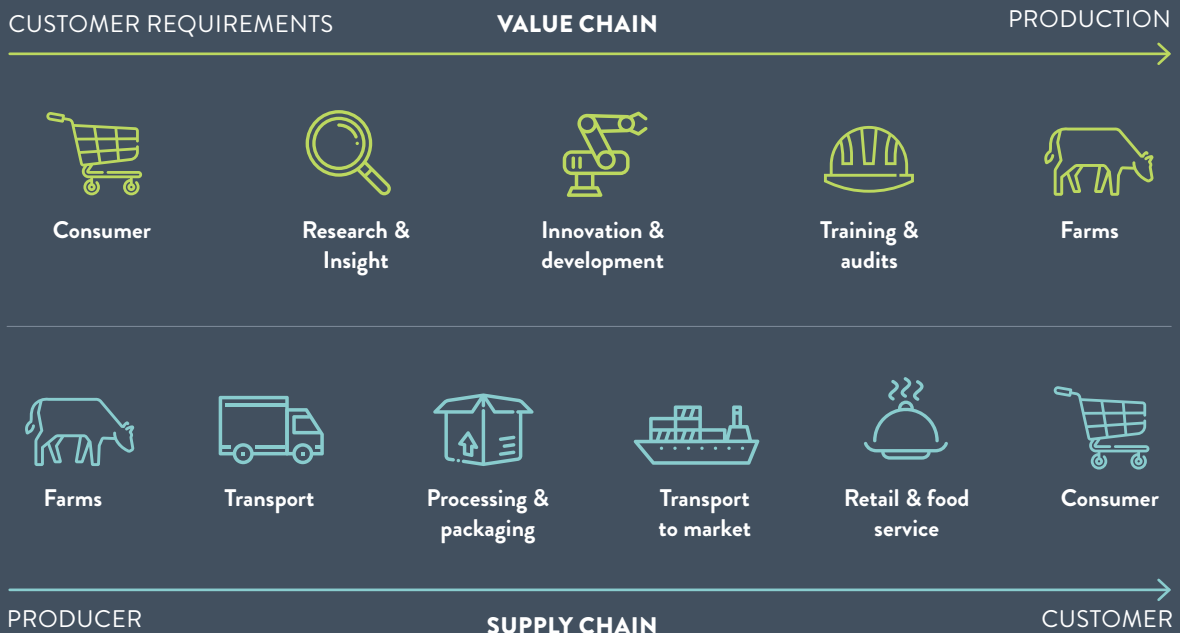 CUSTOMER REQUIREMENTS VALUE CHAIN PRODUCTION
Consumer
Research &
Insight
Innovation &
development
Training &
audits
Farms
Farms
Transport
Processing &
packaging
Transport
to market
Retail & food
service
Consumer
PRODUCER SUPPLY CHAIN CUSTOMER